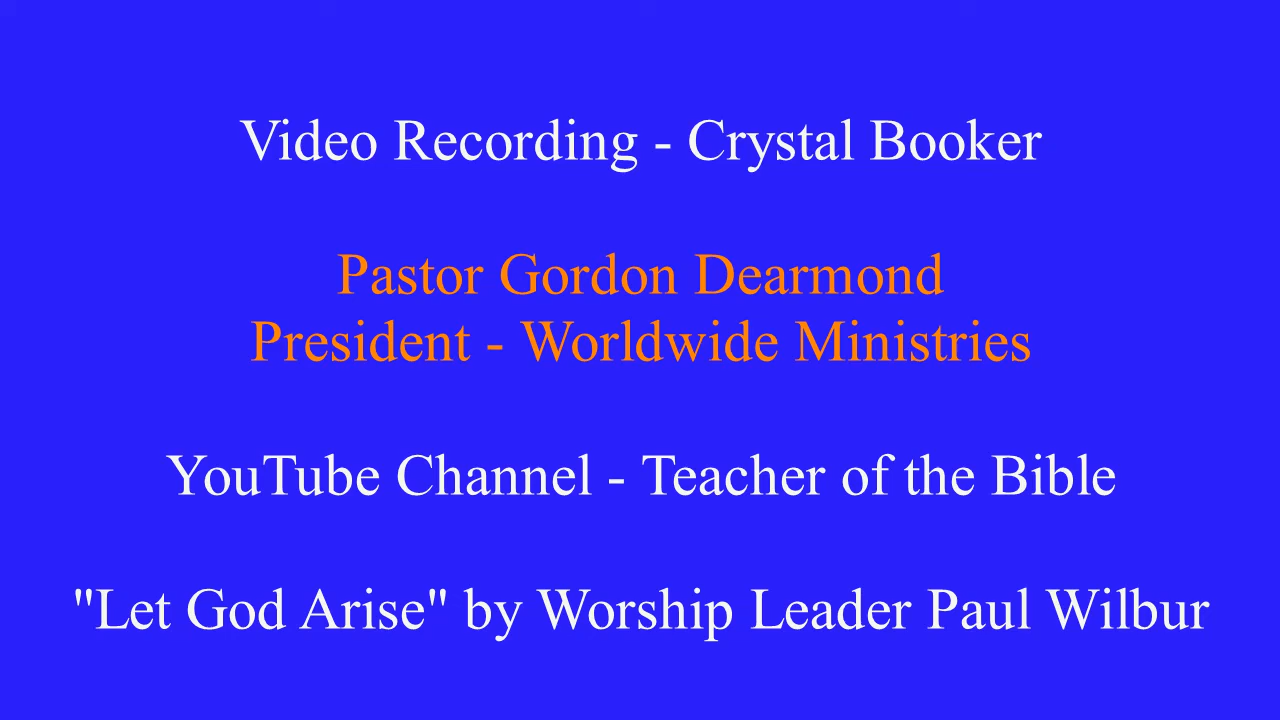 Video Recording - Crystal Booker
Pastor Gordon Dearmond
President - Worldwide Ministries
YouTube Channel - Teacher of the Bible
"Let God Arise" by Worship Leader Paul Wilbur